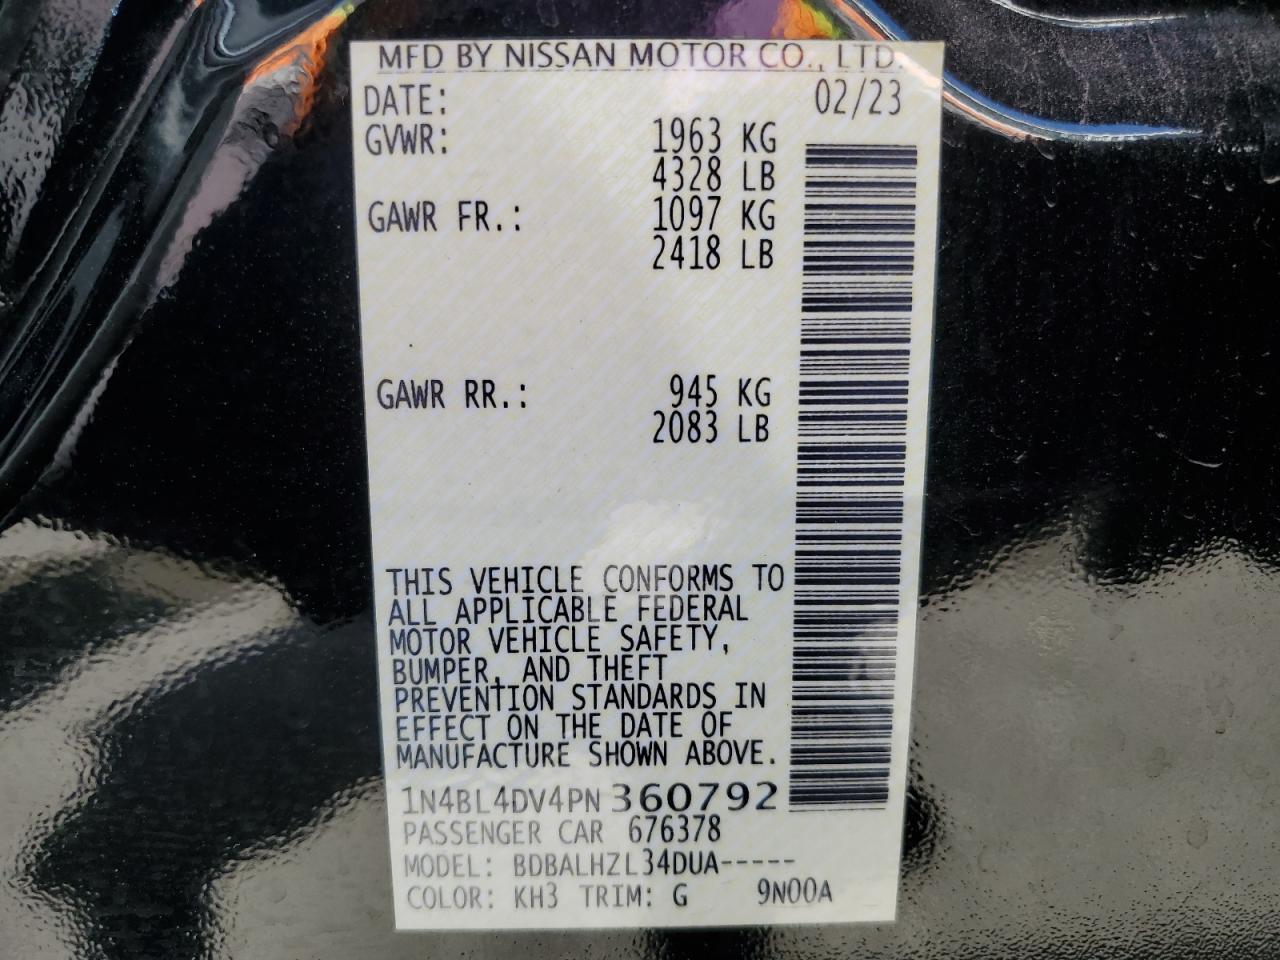 MFD BY NISSAN MOTOR CO., LTD.
DATE: 02/23
GVWR: 1963 KG
4328 LB
GAWR FR.: 1097 KG
2418 LB
GAWR RR.: 945 KG
2083 LB
THIS VEHICLE CONFORMS TO
ALL APPLICABLE FEDERAL
MOTOR VEHICLE SAFETY,
BUMPER, AND THEFT
PREVENTION STANDARDS IN
EFFECT ON THE DATE OF
MANUFACTURE SHOWN ABOVE.
1N4BL4DV4PN360792
PASSENGER CAR 676378
MODEL: BDBALHZL34DUA-----
COLOR: KH3 TRIM: G 9N00A